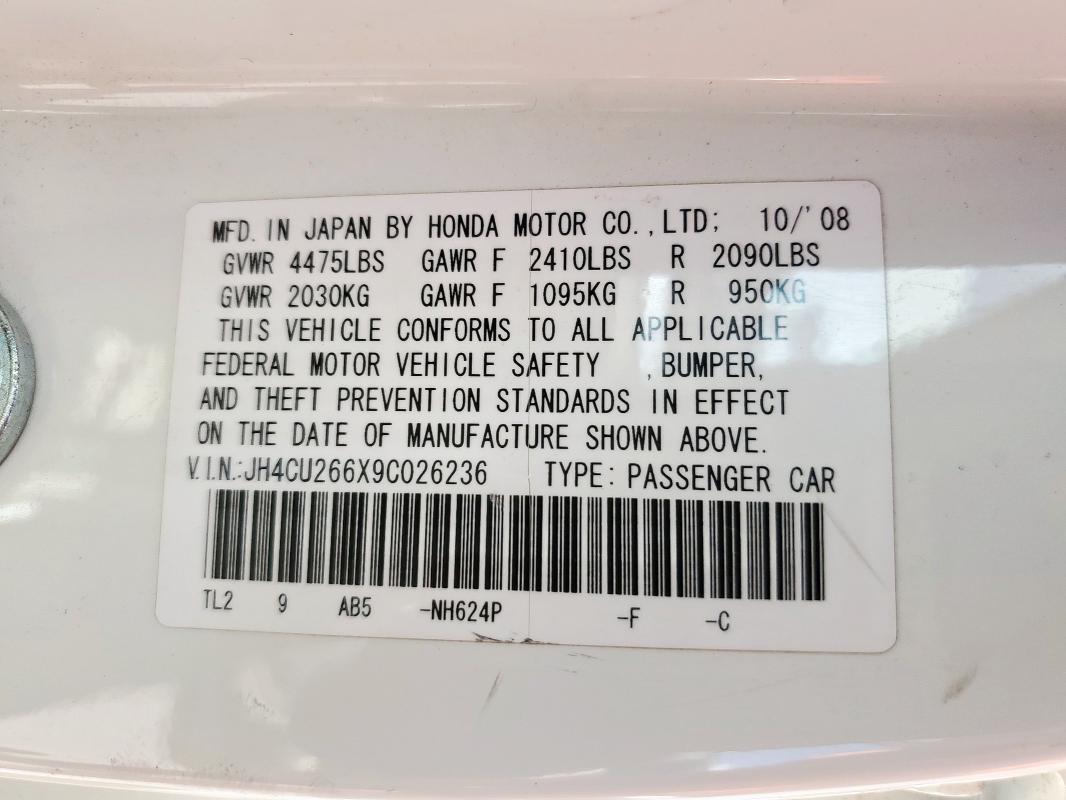 MFD. IN JAPAN BY HONDA MOTOR CO.,LTD; 10/'08
GVWR 4475LBS GAWR F 2410LBS R 2090LBS
GVWR 2030KG GAWR F 1095KG R 950KG
THIS VEHICLE CONFORMS TO ALL APPLICABLE
FEDERAL MOTOR VEHICLE SAFETY ,BUMPER,
AND THEFT PREVENTION STANDARDS IN EFFECT
ON THE DATE OF MANUFACTURE SHOWN ABOVE.
V.I.N.:JH4CU266X9C026236 TYPE: PASSENGER CAR
TL2 9 AB5 -NH624P -F -C